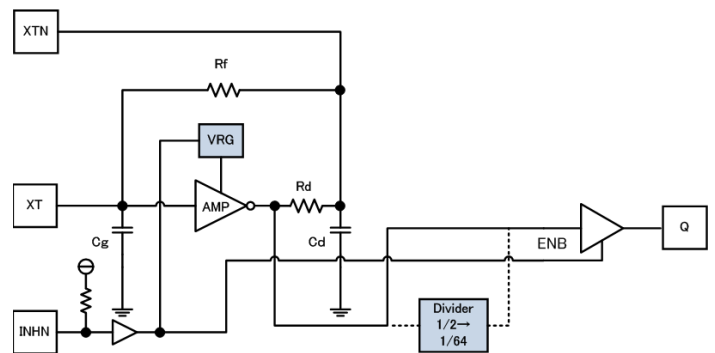 XTN
Rf
VRG
XT
AMP
Rd
Cg
Cd
ENB
Q
INHN
Divider
1/2→
1/64